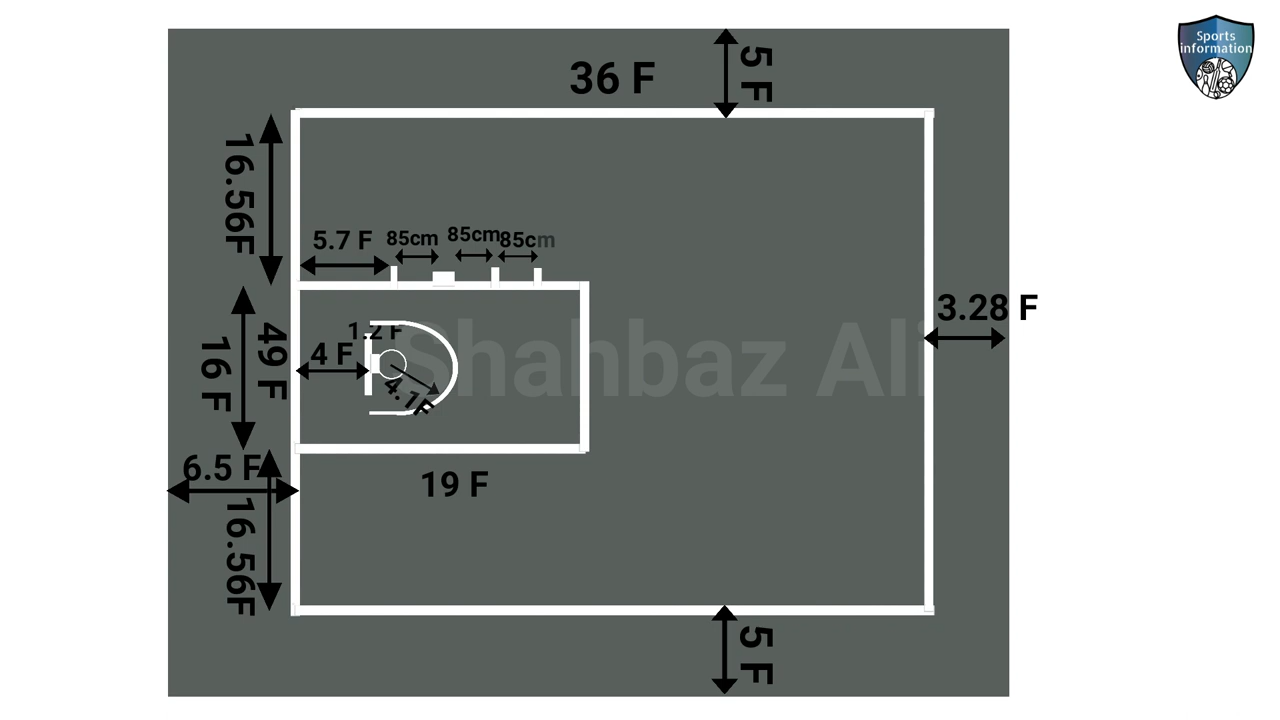 Sports
information
36 F
5 F
16.56F
5.7 F
85cm
85cm
85cm
3.28 F
1.2 F
4 F
4.1F
Shahbaz Ali
49 F
16 F
6.5 F
19 F
16.56F
5 F